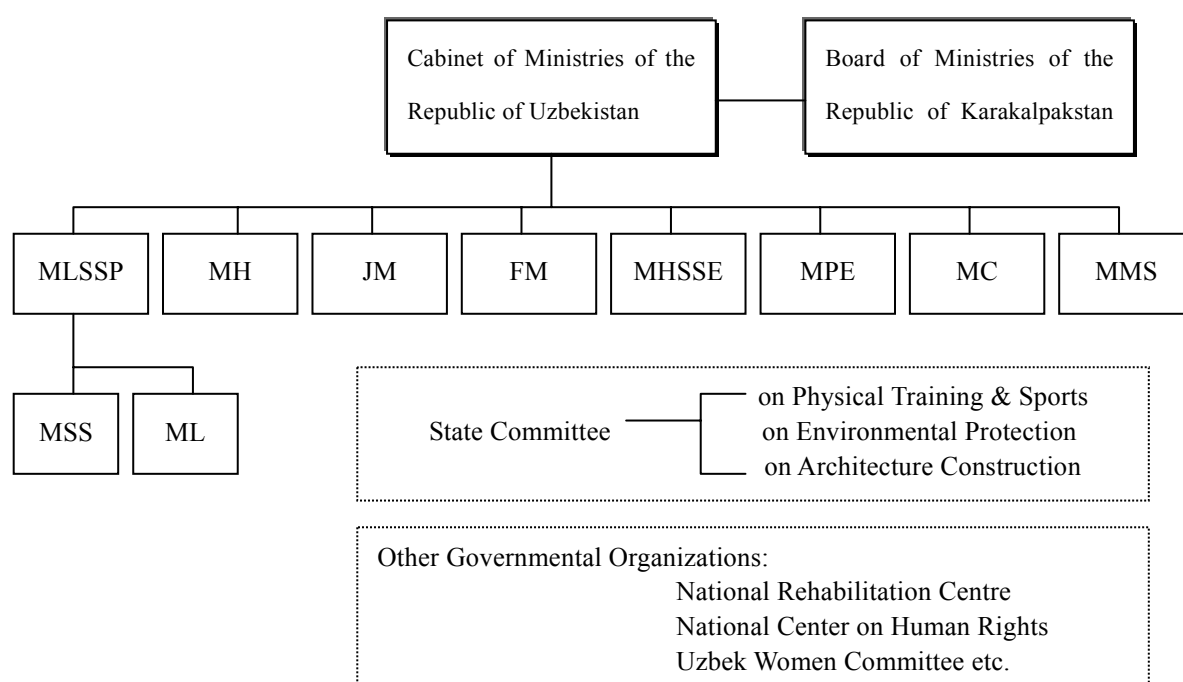 Cabinet of Ministries of the
Republic of Uzbekistan
Board of Ministries of the
Republic of Karakalpakstan
MLSSP
MH
JM
FM
MHSSE
MPE
MC
MMS
MSS
ML
State Committee
on Physical Training & Sports
on Environmental Protection
on Architecture Construction
Other Governmental Organizations:
National Rehabilitation Centre
National Center on Human Rights
Uzbek Women Committee etc.